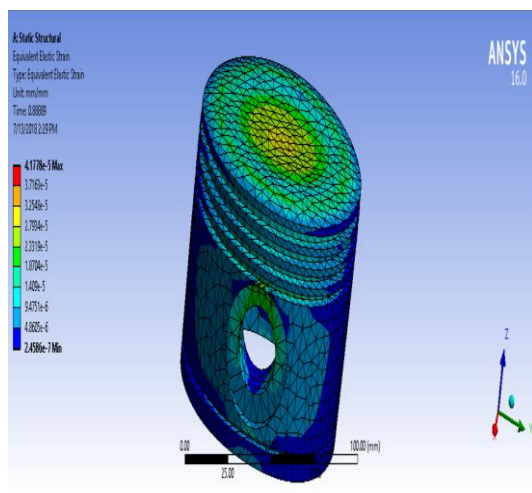 A: Static Structural
Equivalent Elastic Strain
Type: Equivalent Elastic Strain
Unit: mm/mm
Time: 0.88889
7/13/2018 2:29 PM
4.1778e-5 Max
3.7163e-5
3.2549e-5
2.7934e-5
2.3319e-5
1.8704e-5
1.409e-5
9.4751e-6
4.8605e-6
2.4586e-7 Min
ANSYS
16.0
Z
Y
0.00
100.00 (mm)
25.00